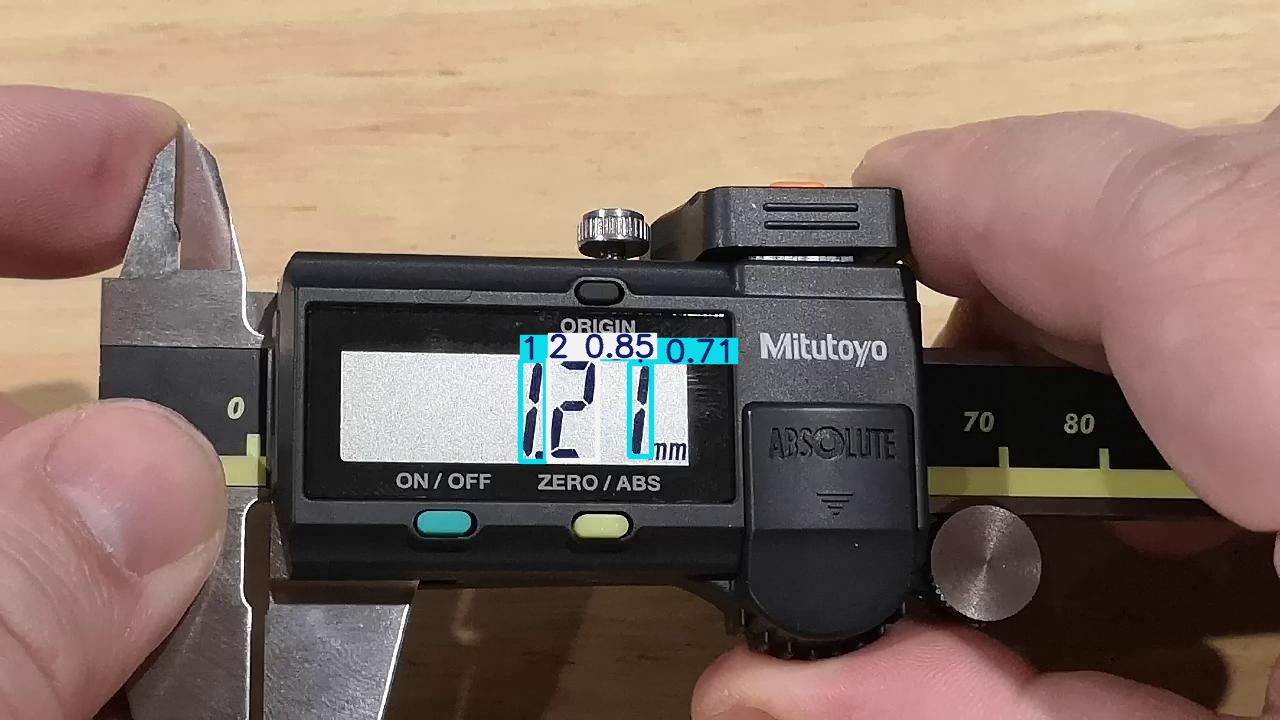 ORIGIN
1 2 0.85 0.71
Mitutoyo
1.21 mm
0
70 80
ABSOLUTE
ON / OFF ZERO / ABS